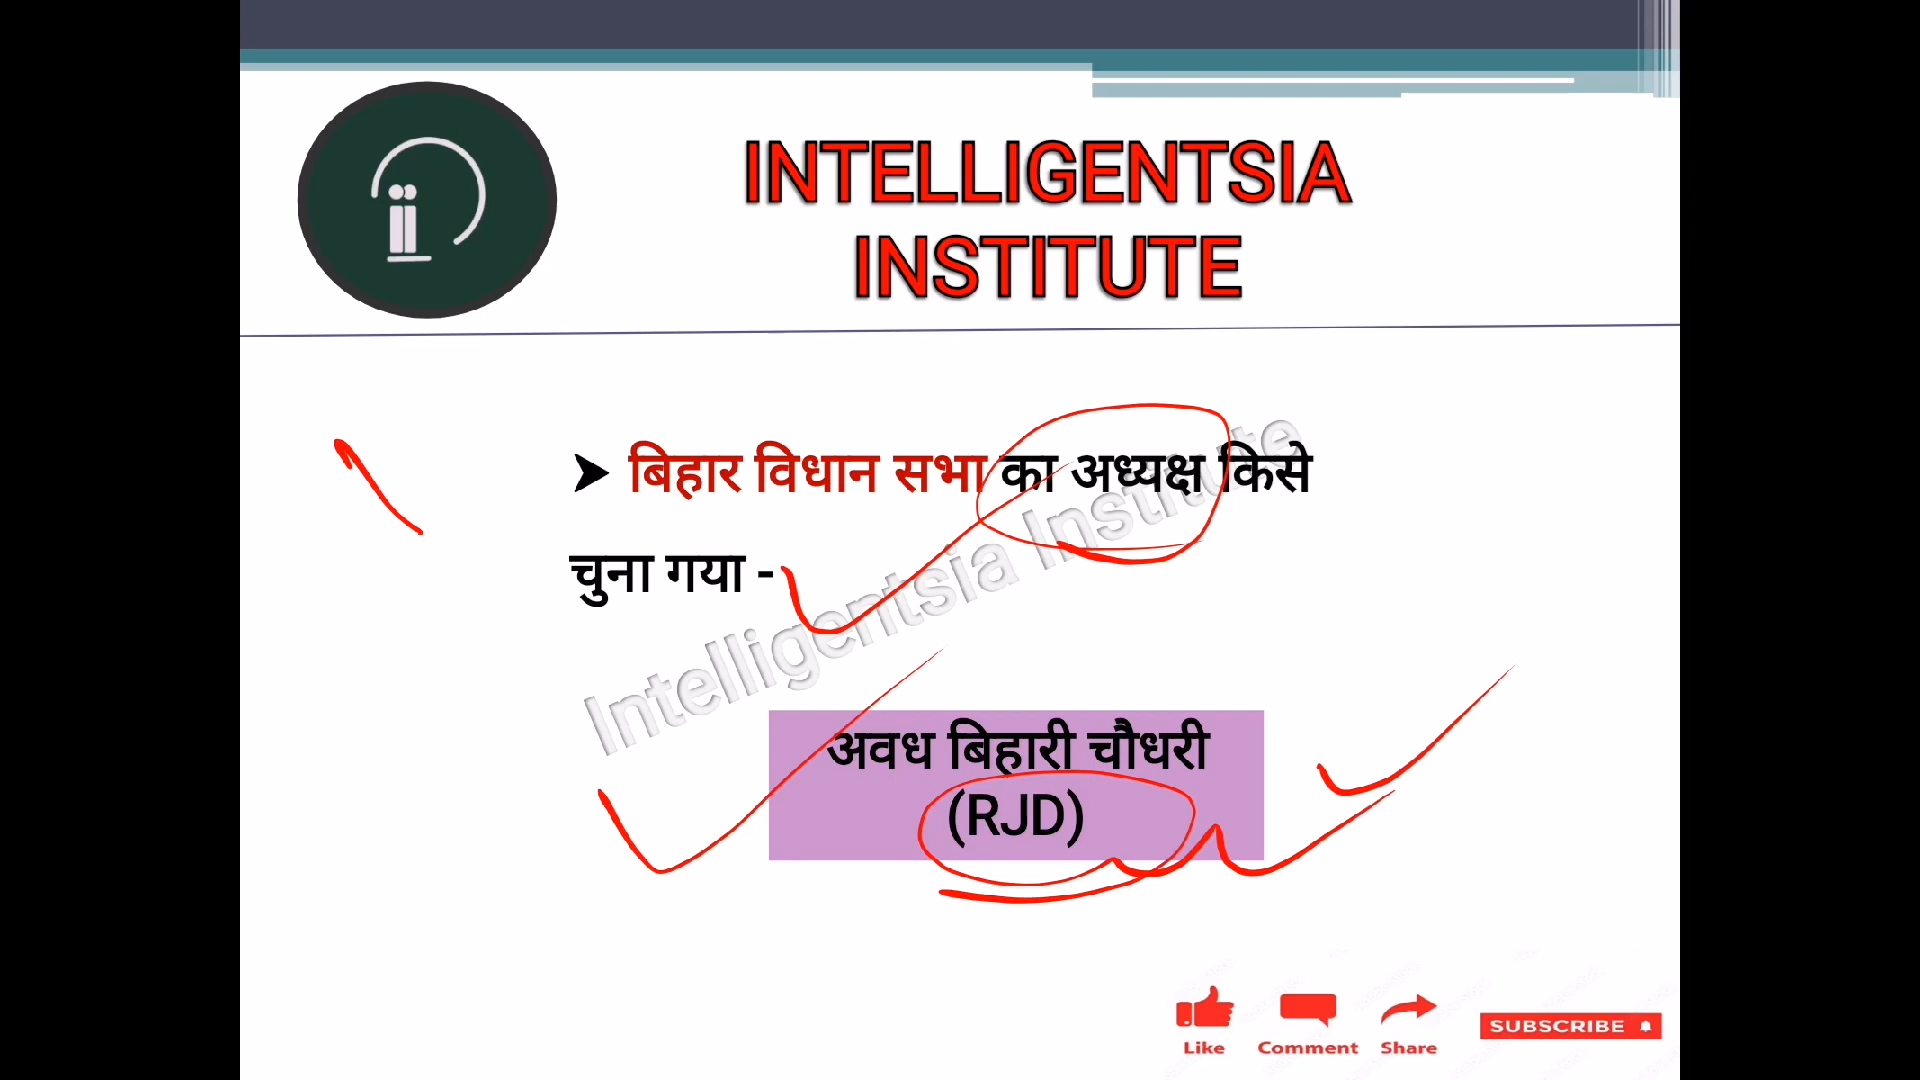 INTELLIGENTSIA
INSTITUTE
➤ बिहार विधान सभा का अध्यक्ष किसे
चुना गया -
Intelligentsia Institute
अवध बिहारी चौधरी
(RJD)
Like Comment Share SUBSCRIBE